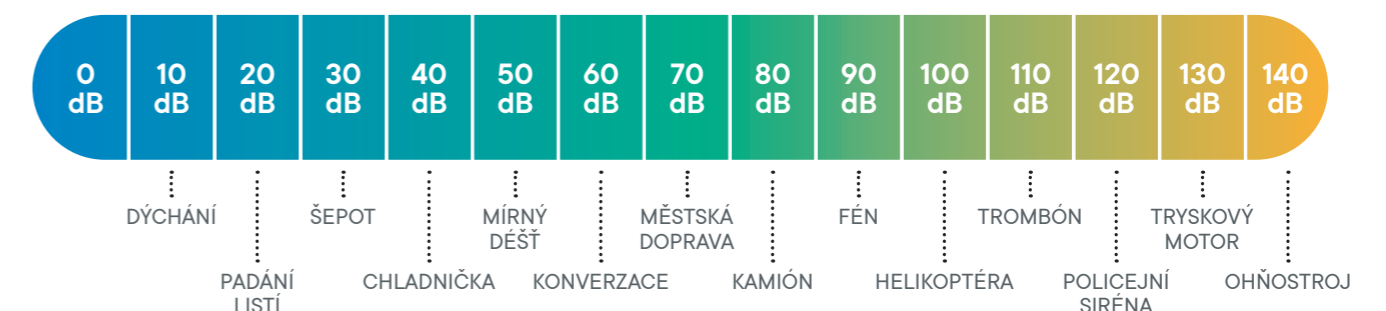 0 10 20 30 40 50 60 70 80 90 100 110 120 130 140
dB dB dB dB dB dB dB dB dB dB dB dB dB dB dB
DÝCHÁNÍ ŠEPOT MÍRNÝ MĚSTSKÁ FÉN TROMBÓN TRYSKOVÝ
DÉŠŤ DOPRAVA MOTOR
PADÁNÍ CHLADNIČKA KONVERZACE KAMIÓN HELIKOPTÉRA POLICEJNÍ OHŇOSTROJ
LISTÍ SIRÉNA